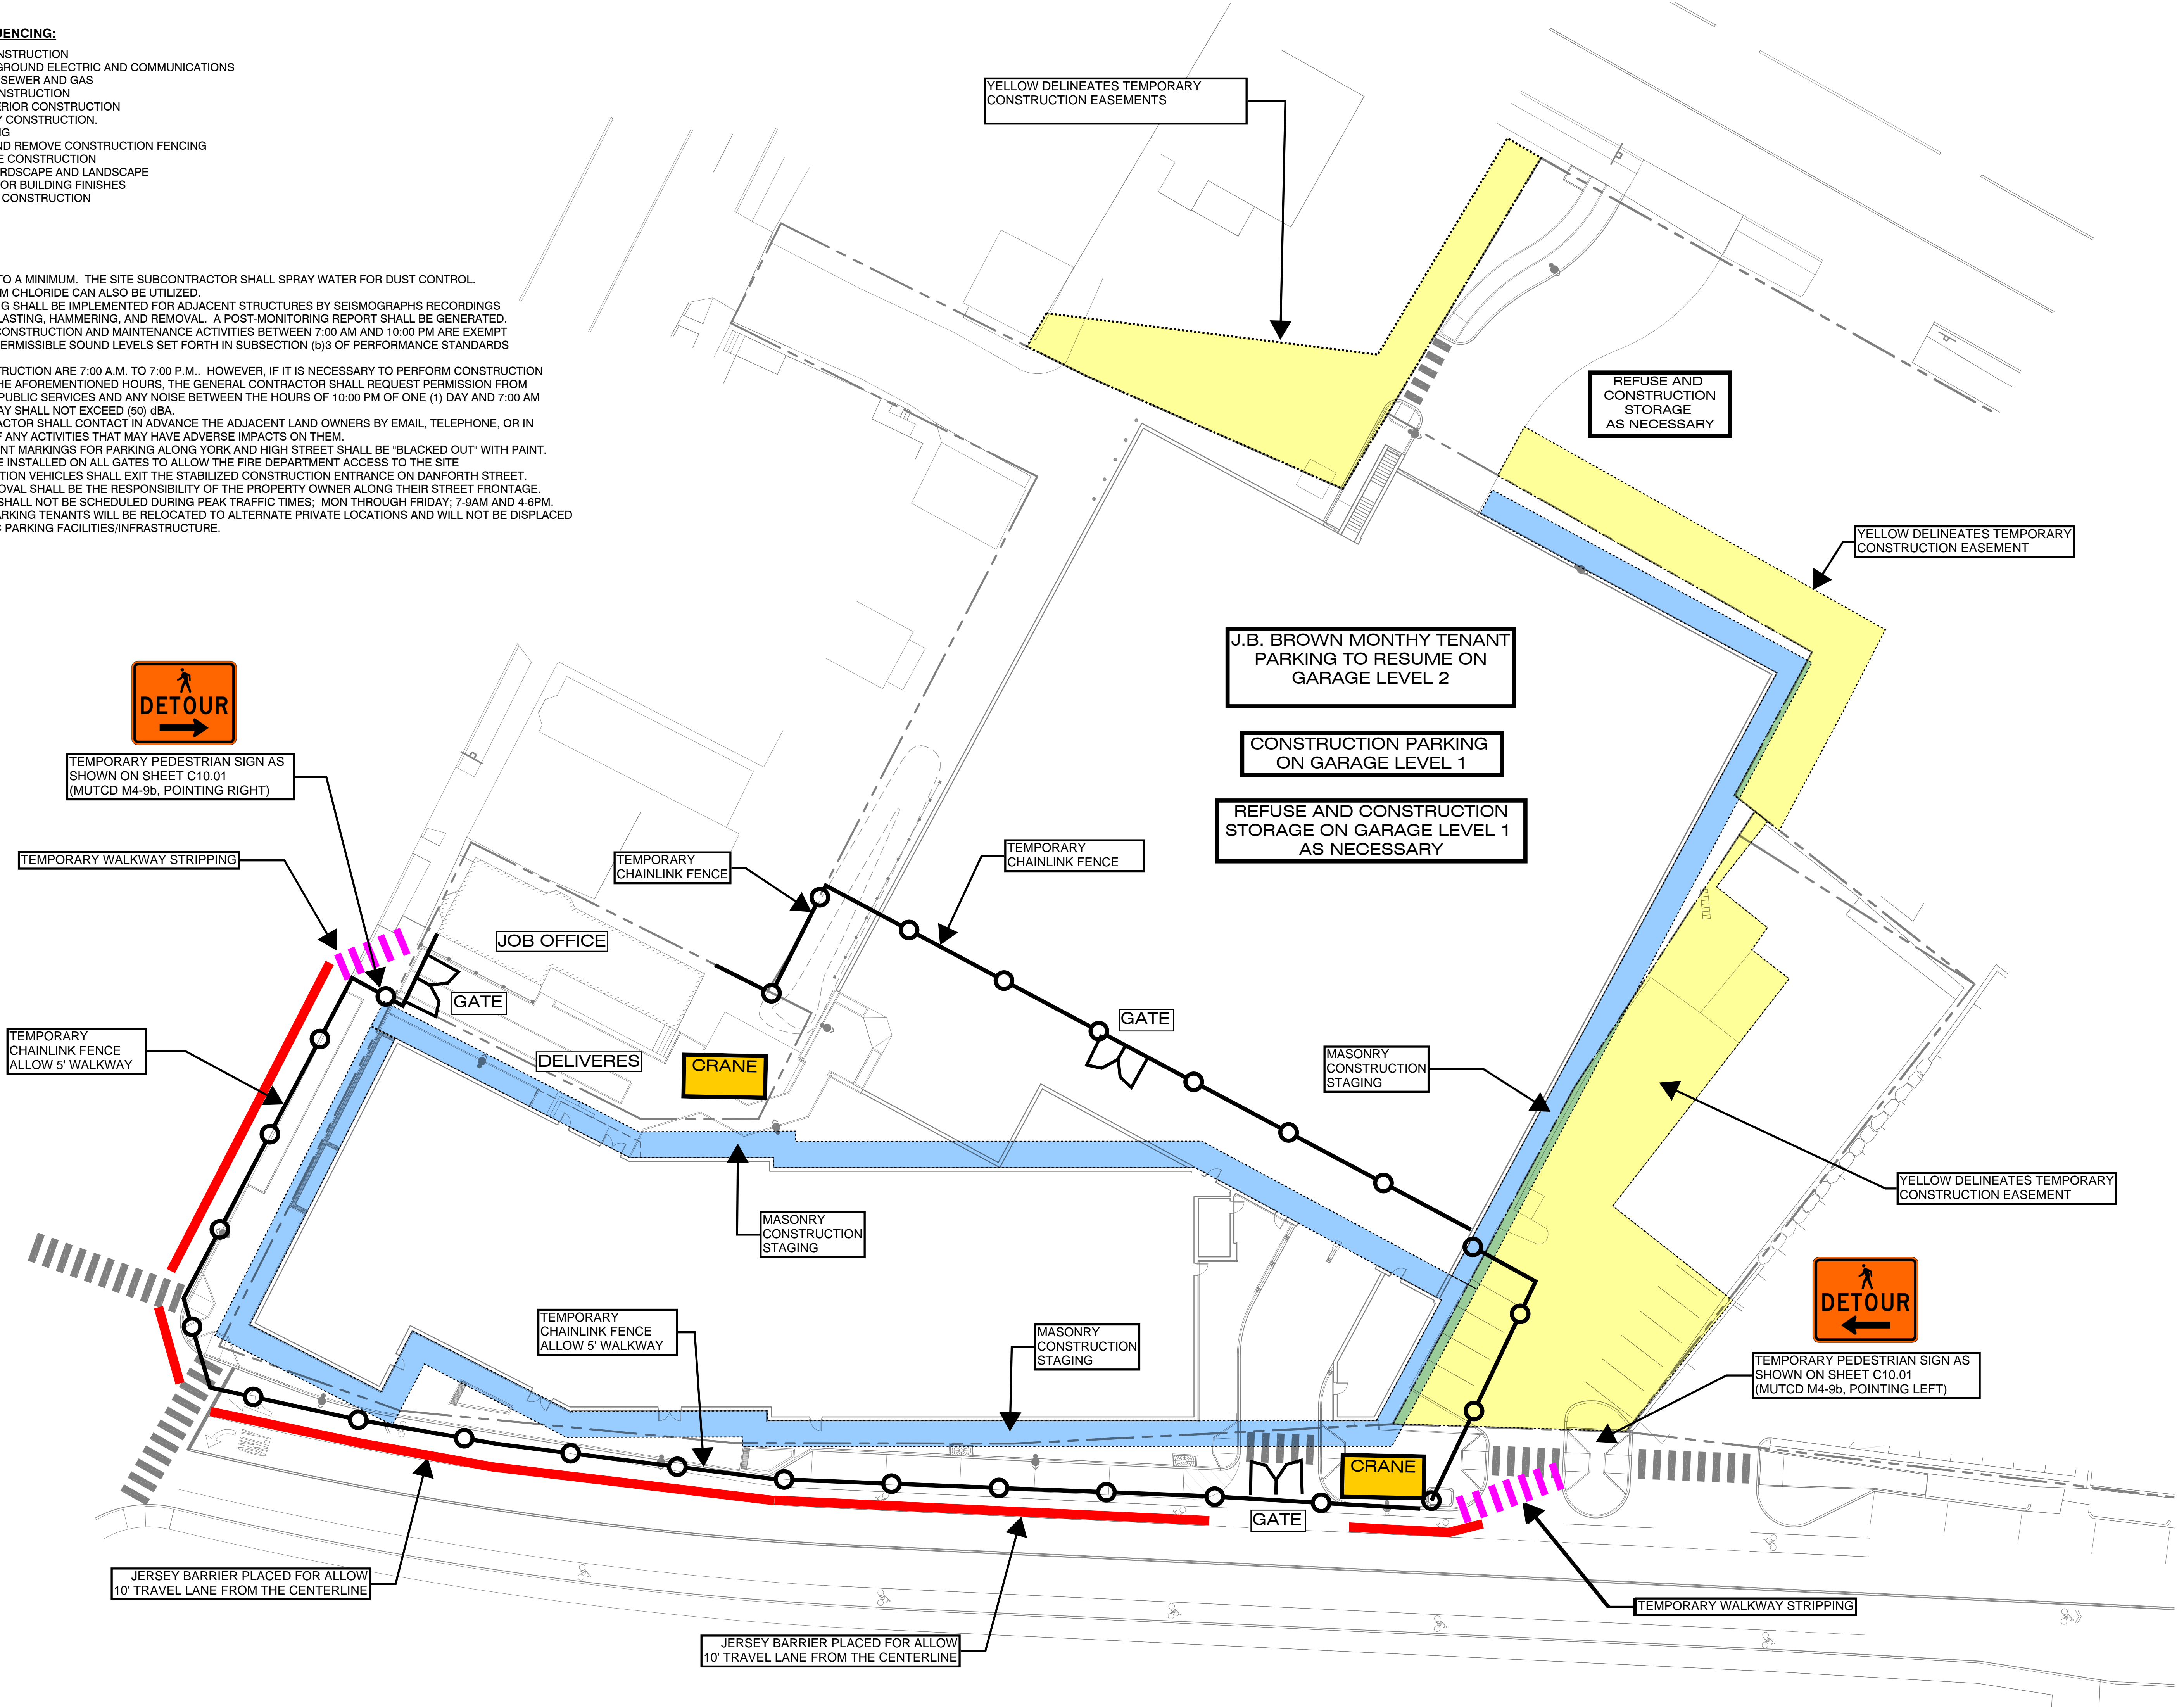 UENCING:
NSTRUCTION
GROUND ELECTRIC AND COMMUNICATIONS
SEWER AND GAS
NSTRUCTION
ERIOR CONSTRUCTION
Y CONSTRUCTION.
NG
ND REMOVE CONSTRUCTION FENCING
E CONSTRUCTION
RDSCAPE AND LANDSCAPE
OR BUILDING FINISHES
CONSTRUCTION
TO A MINIMUM. THE SITE SUBCONTRACTOR SHALL SPRAY WATER FOR DUST CONTROL.
M CHLORIDE CAN ALSO BE UTILIZED.
NG SHALL BE IMPLEMENTED FOR ADJACENT STRUCTURES BY SEISMOGRAPHS RECORDINGS
LASTING, HAMMERING, AND REMOVAL. A POST-MONITORING REPORT SHALL BE GENERATED.
CONSTRUCTION AND MAINTENANCE ACTIVITIES BETWEEN 7:00 AM AND 10:00 PM ARE EXEMPT
ERMISSIBLE SOUND LEVELS SET FORTH IN SUBSECTION (b)3 OF PERFORMANCE STANDARDS
TRUCTION ARE 7:00 A.M. TO 7:00 P.M.. HOWEVER, IF IT IS NECESSARY TO PERFORM CONSTRUCTION
HE AFOREMENTIONED HOURS, THE GENERAL CONTRACTOR SHALL REQUEST PERMISSION FROM
PUBLIC SERVICES AND ANY NOISE BETWEEN THE HOURS OF 10:00 PM OF ONE (1) DAY AND 7:00 AM
AY SHALL NOT EXCEED (50) dBA.
ACTOR SHALL CONTACT IN ADVANCE THE ADJACENT LAND OWNERS BY EMAIL, TELEPHONE, OR IN
F ANY ACTIVITIES THAT MAY HAVE ADVERSE IMPACTS ON THEM.
ENT MARKINGS FOR PARKING ALONG YORK AND HIGH STREET SHALL BE "BLACKED OUT" WITH PAINT.
E INSTALLED ON ALL GATES TO ALLOW THE FIRE DEPARTMENT ACCESS TO THE SITE
TION VEHICLES SHALL EXIT THE STABILIZED CONSTRUCTION ENTRANCE ON DANFORTH STREET.
OVAL SHALL BE THE RESPONSIBILITY OF THE PROPERTY OWNER ALONG THEIR STREET FRONTAGE.
SHALL NOT BE SCHEDULED DURING PEAK TRAFFIC TIMES; MON THROUGH FRIDAY; 7-9AM AND 4-6PM.
ARKING TENANTS WILL BE RELOCATED TO ALTERNATE PRIVATE LOCATIONS AND WILL NOT BE DISPLACED
C PARKING FACILITIES/INFRASTRUCTURE.
YELLOW DELINEATES TEMPORARY
CONSTRUCTION EASEMENTS
REFUSE AND
CONSTRUCTION
STORAGE
AS NECESSARY
YELLOW DELINEATES TEMPORARY
CONSTRUCTION EASEMENT
J.B. BROWN MONTHY TENANT
PARKING TO RESUME ON
GARAGE LEVEL 2
CONSTRUCTION PARKING
ON GARAGE LEVEL 1
REFUSE AND CONSTRUCTION
STORAGE ON GARAGE LEVEL 1
AS NECESSARY
DETOUR
TEMPORARY PEDESTRIAN SIGN AS
SHOWN ON SHEET C10.01
(MUTCD M4-9b, POINTING RIGHT)
TEMPORARY WALKWAY STRIPPING
TEMPORARY
CHAINLINK FENCE
TEMPORARY
CHAINLINK FENCE
JOB OFFICE
GATE
GATE
TEMPORARY
CHAINLINK FENCE
ALLOW 5' WALKWAY
DELIVERES
CRANE
MASONRY
CONSTRUCTION
STAGING
YELLOW DELINEATES TEMPORARY
CONSTRUCTION EASEMENT
MASONRY
CONSTRUCTION
STAGING
DETOUR
TEMPORARY
CHAINLINK FENCE
ALLOW 5' WALKWAY
MASONRY
CONSTRUCTION
STAGING
TEMPORARY PEDESTRIAN SIGN AS
SHOWN ON SHEET C10.01
(MUTCD M4-9b, POINTING LEFT)
CRANE
GATE
JERSEY BARRIER PLACED FOR ALLOW
10' TRAVEL LANE FROM THE CENTERLINE
TEMPORARY WALKWAY STRIPPING
JERSEY BARRIER PLACED FOR ALLOW
10' TRAVEL LANE FROM THE CENTERLINE